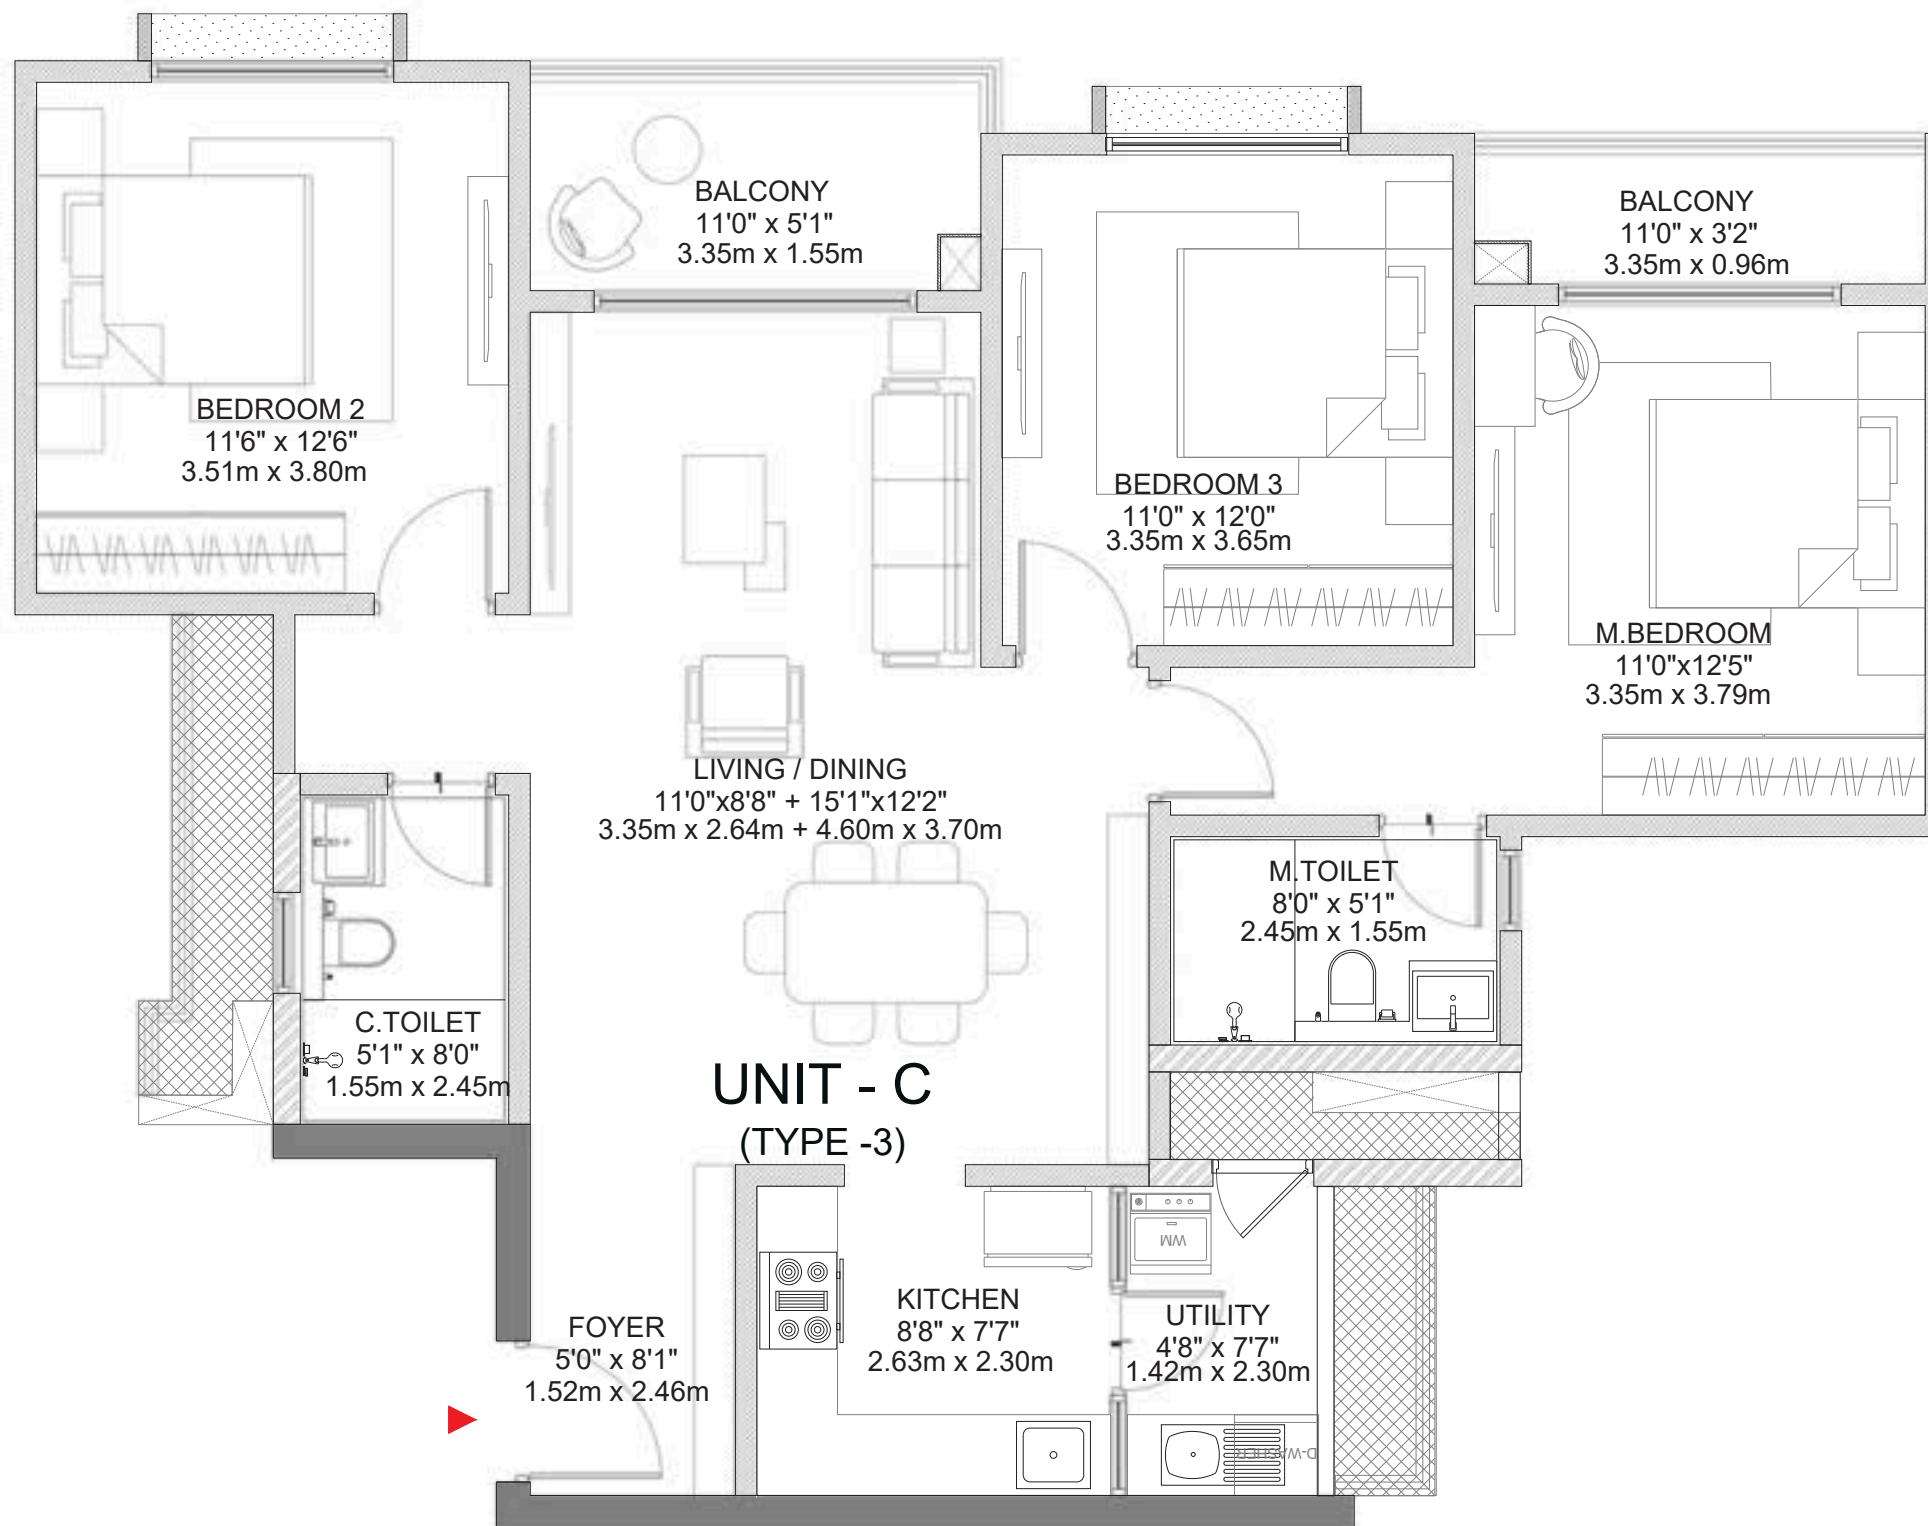 BALCONY
11'0" x 5'1"
3.35m x 1.55m
BALCONY
11'0" x 3'2"
3.35m x 0.96m
BEDROOM 2
11'6" x 12'6"
3.51m x 3.80m
BEDROOM 3
11'0" x 12'0"
3.35m x 3.65m
M.BEDROOM
11'0"x12'5"
3.35m x 3.79m
LIVING / DINING
11'0"x8'8" + 15'1"x12'2"
3.35m x 2.64m + 4.60m x 3.70m
M.TOILET
8'0" x 5'1"
2.45m x 1.55m
C.TOILET
5'1" x 8'0"
1.55m x 2.45m
UNIT - C
(TYPE -3)
WM
KITCHEN
8'8" x 7'7"
2.63m x 2.30m
UTILITY
4'8" x 7'7"
1.42m x 2.30m
FOYER
5'0" x 8'1"
1.52m x 2.46m
D-WASHER